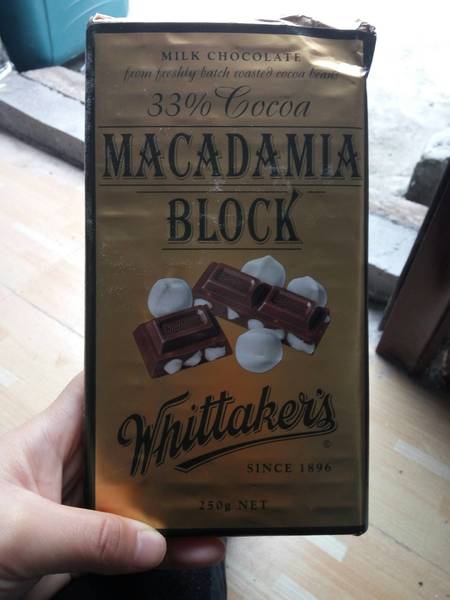 MILK CHOCOLATE
from freshly batch roasted cocoa beans
33% Cocoa
MACADAMIA
BLOCK
Whittaker's
SINCE 1896
250g NET